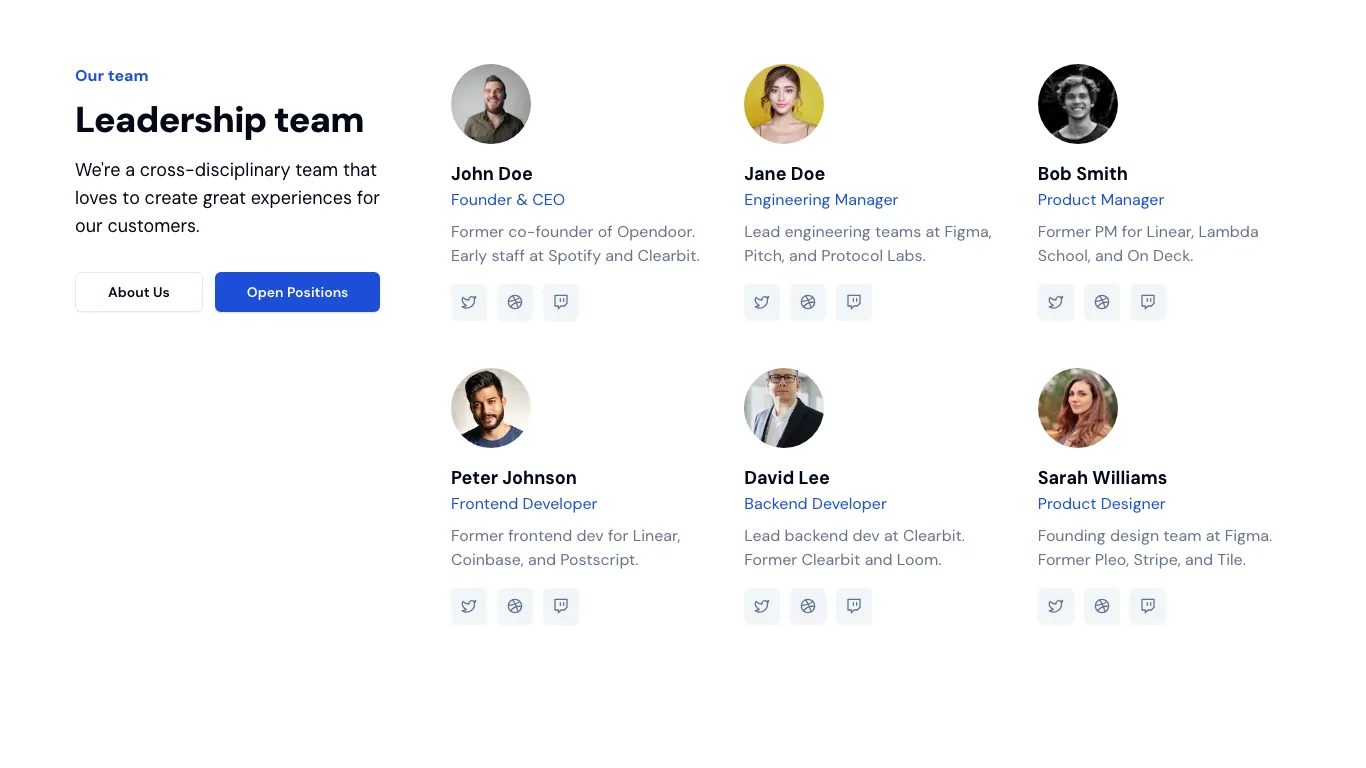 Our team
Leadership team
We're a cross-disciplinary team that
loves to create great experiences for
our customers.
About Us
Open Positions
John Doe
Founder & CEO
Former co-founder of Opendoor.
Early staff at Spotify and Clearbit.
Jane Doe
Engineering Manager
Lead engineering teams at Figma,
Pitch, and Protocol Labs.
Bob Smith
Product Manager
Former PM for Linear, Lambda
School, and On Deck.
Peter Johnson
Frontend Developer
Former frontend dev for Linear,
Coinbase, and Postscript.
David Lee
Backend Developer
Lead backend dev at Clearbit.
Former Clearbit and Loom.
Sarah Williams
Product Designer
Founding design team at Figma.
Former Pleo, Stripe, and Tile.